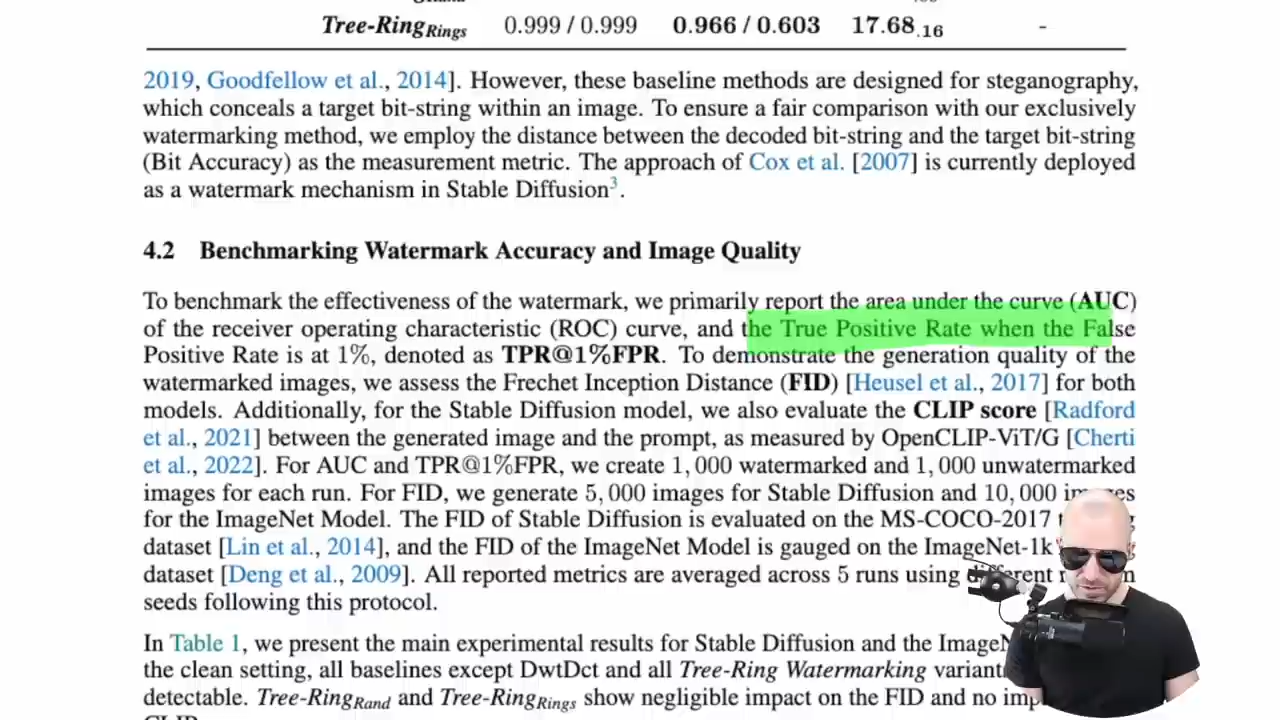 Tree-Ring Rings 0.999 / 0.999 0.966 / 0.603 17.68.16 -
2019, Goodfellow et al., 2014]. However, these baseline methods are designed for steganography,
which conceals a target bit-string within an image. To ensure a fair comparison with our exclusively
watermarking method, we employ the distance between the decoded bit-string and the target bit-string
(Bit Accuracy) as the measurement metric. The approach of Cox et al. [2007] is currently deployed
as a watermark mechanism in Stable Diffusion3.
4.2 Benchmarking Watermark Accuracy and Image Quality
To benchmark the effectiveness of the watermark, we primarily report the area under the curve (AUC)
of the receiver operating characteristic (ROC) curve, and the True Positive Rate when the False
Positive Rate is at 1%, denoted as TPR@1%FPR. To demonstrate the generation quality of the
watermarked images, we assess the Frechet Inception Distance (FID) [Heusel et al., 2017] for both
models. Additionally, for the Stable Diffusion model, we also evaluate the CLIP score [Radford
et al., 2021] between the generated image and the prompt, as measured by OpenCLIP-ViT/G [Cherti
et al., 2022]. For AUC and TPR@1%FPR, we create 1,000 watermarked and 1,000 unwatermarked
images for each run. For FID, we generate 5,000 images for Stable Diffusion and 10,000
for the ImageNet Model. The FID of Stable Diffusion is evaluated on the MS-COCO-2017
dataset [Lin et al., 2014], and the FID of the ImageNet Model is gauged on the ImageNet-1k
dataset [Deng et al., 2009]. All reported metrics are averaged across 5 runs using
seeds following this protocol.
In Table 1, we present the main experimental results for Stable Diffusion and the
the clean setting, all baselines except DwtDct and all Tree-Ring Watermarking
detectable. Tree-RingRand and Tree-RingRings show negligible impact on the FID and no